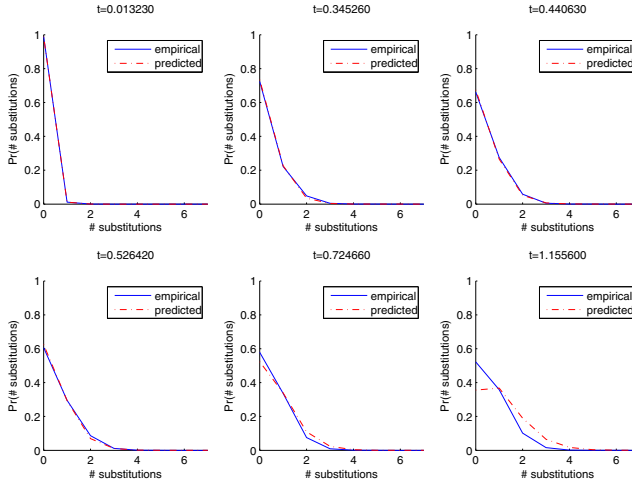 t=0.013230
t=0.345260
t=0.440630
Pr(# substitutions)
1
0.8
0.6
0.4
0.2
0
0 2 4 6
# substitutions
empirical
predicted
Pr(# substitutions)
1
0.8
0.6
0.4
0.2
0
0 2 4 6
# substitutions
empirical
predicted
Pr(# substitutions)
1
0.8
0.6
0.4
0.2
0
0 2 4 6
# substitutions
empirical
predicted
t=0.526420
t=0.724660
t=1.155600
Pr(# substitutions)
1
0.8
0.6
0.4
0.2
0
0 2 4 6
# substitutions
empirical
predicted
Pr(# substitutions)
1
0.8
0.6
0.4
0.2
0
0 2 4 6
# substitutions
empirical
predicted
Pr(# substitutions)
1
0.8
0.6
0.4
0.2
0
0 2 4 6
# substitutions
empirical
predicted